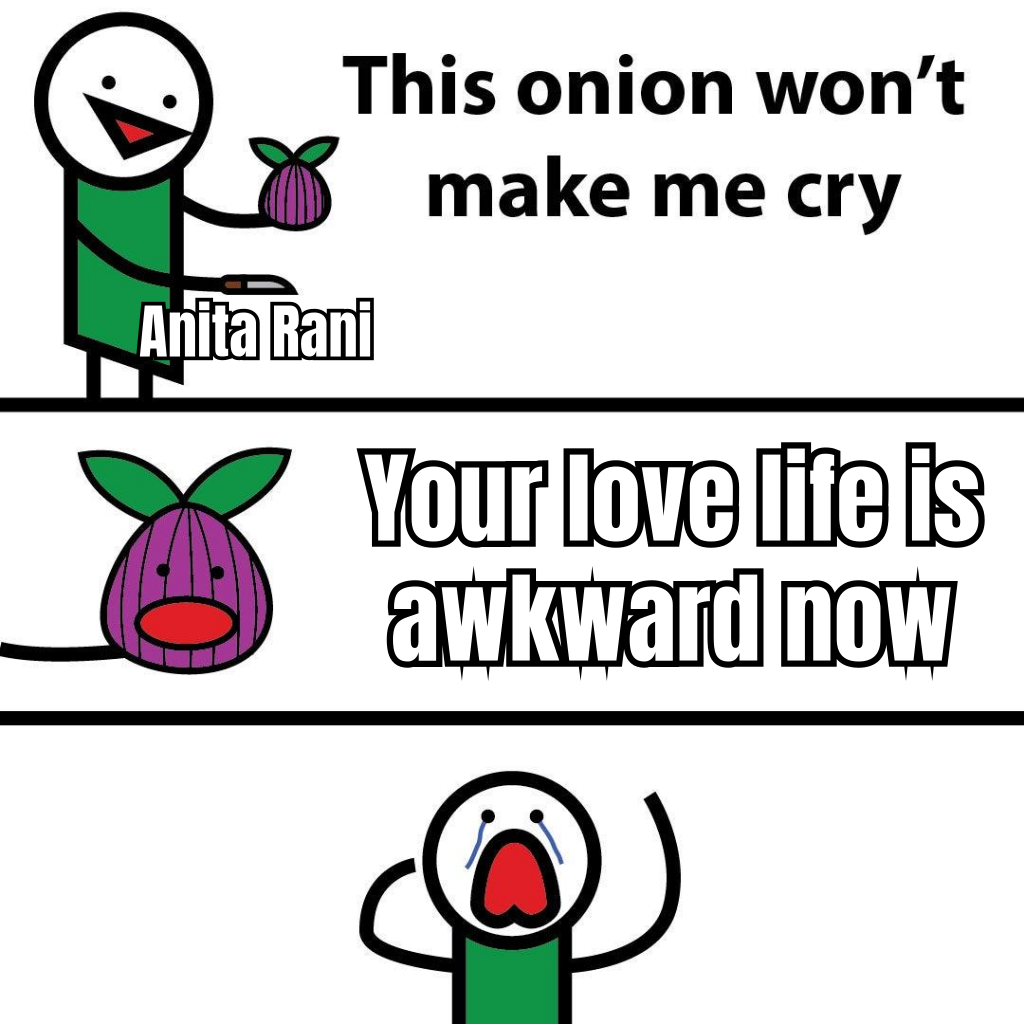 This onion won’t
make me cry
Anita Rani
Your love life is
awkward now